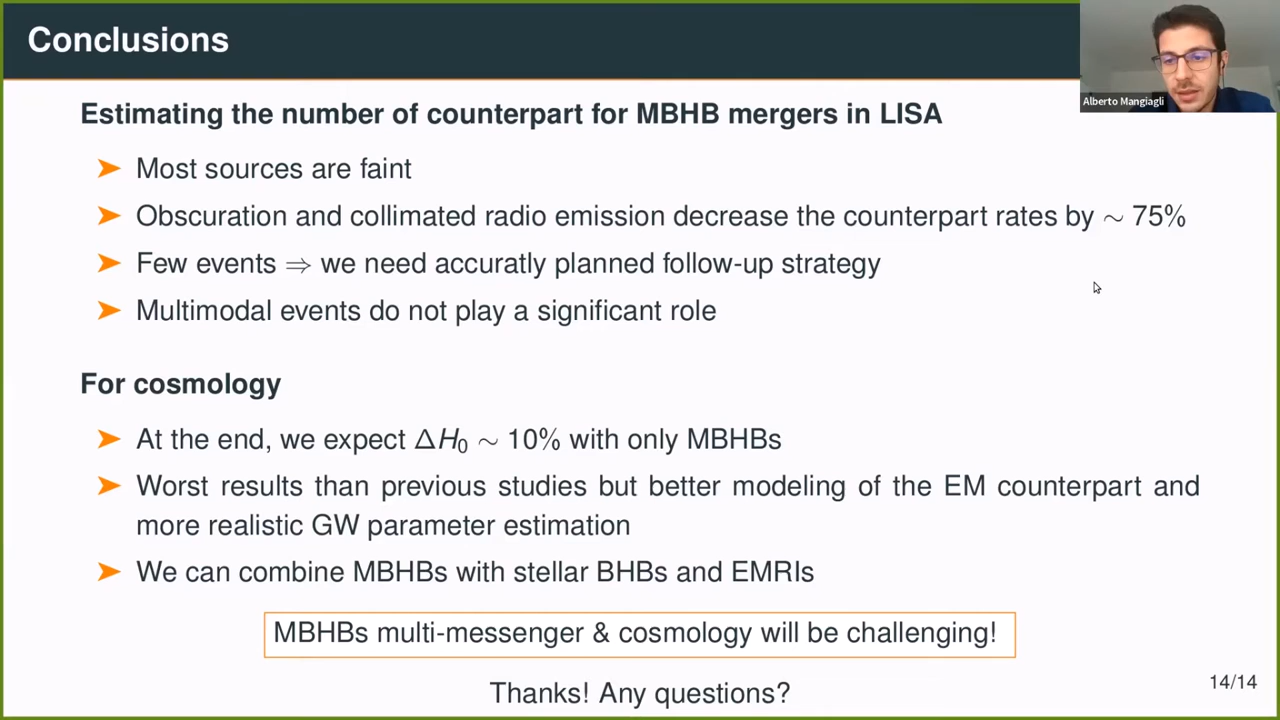 Conclusions
Alberto Mangiagli
Estimating the number of counterpart for MBHB mergers in LISA
➤ Most sources are faint
➤ Obscuration and collimated radio emission decrease the counterpart rates by ∼ 75%
➤ Few events ⇒ we need accuratly planned follow-up strategy
➤ Multimodal events do not play a significant role
For cosmology
➤ At the end, we expect ΔH₀ ∼ 10% with only MBHBs
➤ Worst results than previous studies but better modeling of the EM counterpart and
more realistic GW parameter estimation
➤ We can combine MBHBs with stellar BHBs and EMRIs
MBHBs multi-messenger & cosmology will be challenging!
Thanks! Any questions?
14/14